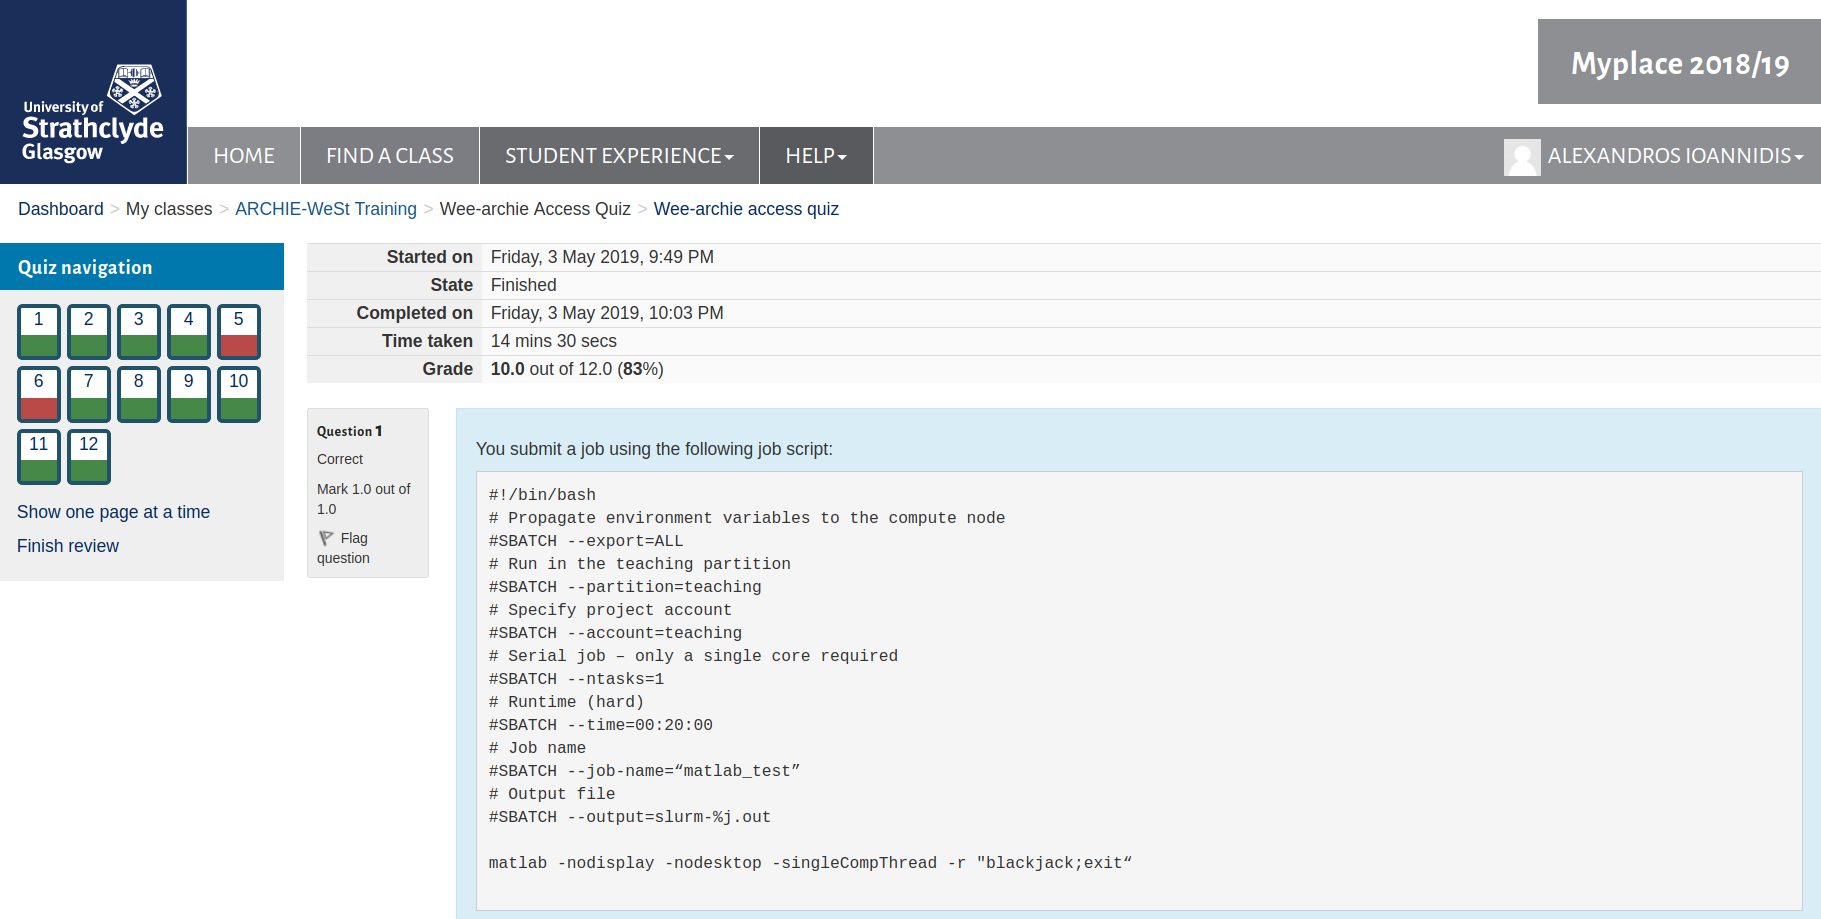 University of
Strathclyde
Glasgow
Myplace 2018/19
HOME
FIND A CLASS
STUDENT EXPERIENCE
HELP
ALEXANDROS IOANNIDIS
Dashboard > My classes > ARCHIE-WeSt Training > Wee-archie Access Quiz > Wee-archie access quiz
Quiz navigation
1 2 3 4 5
6 7 8 9 10
11 12
Show one page at a time
Finish review
Started on Friday, 3 May 2019, 9:49 PM
State Finished
Completed on Friday, 3 May 2019, 10:03 PM
Time taken 14 mins 30 secs
Grade 10.0 out of 12.0 (83%)
Question 1
Correct
Mark 1.0 out of
1.0
Flag
question
You submit a job using the following job script:
#!/bin/bash
# Propagate environment variables to the compute node
#SBATCH --export=ALL
# Run in the teaching partition
#SBATCH --partition=teaching
# Specify project account
#SBATCH --account=teaching
# Serial job – only a single core required
#SBATCH --ntasks=1
# Runtime (hard)
#SBATCH --time=00:20:00
# Job name
#SBATCH --job-name=“matlab_test”
# Output file
#SBATCH --output=slurm-%j.out
matlab -nodisplay -nodesktop -singleCompThread -r "blackjack;exit“